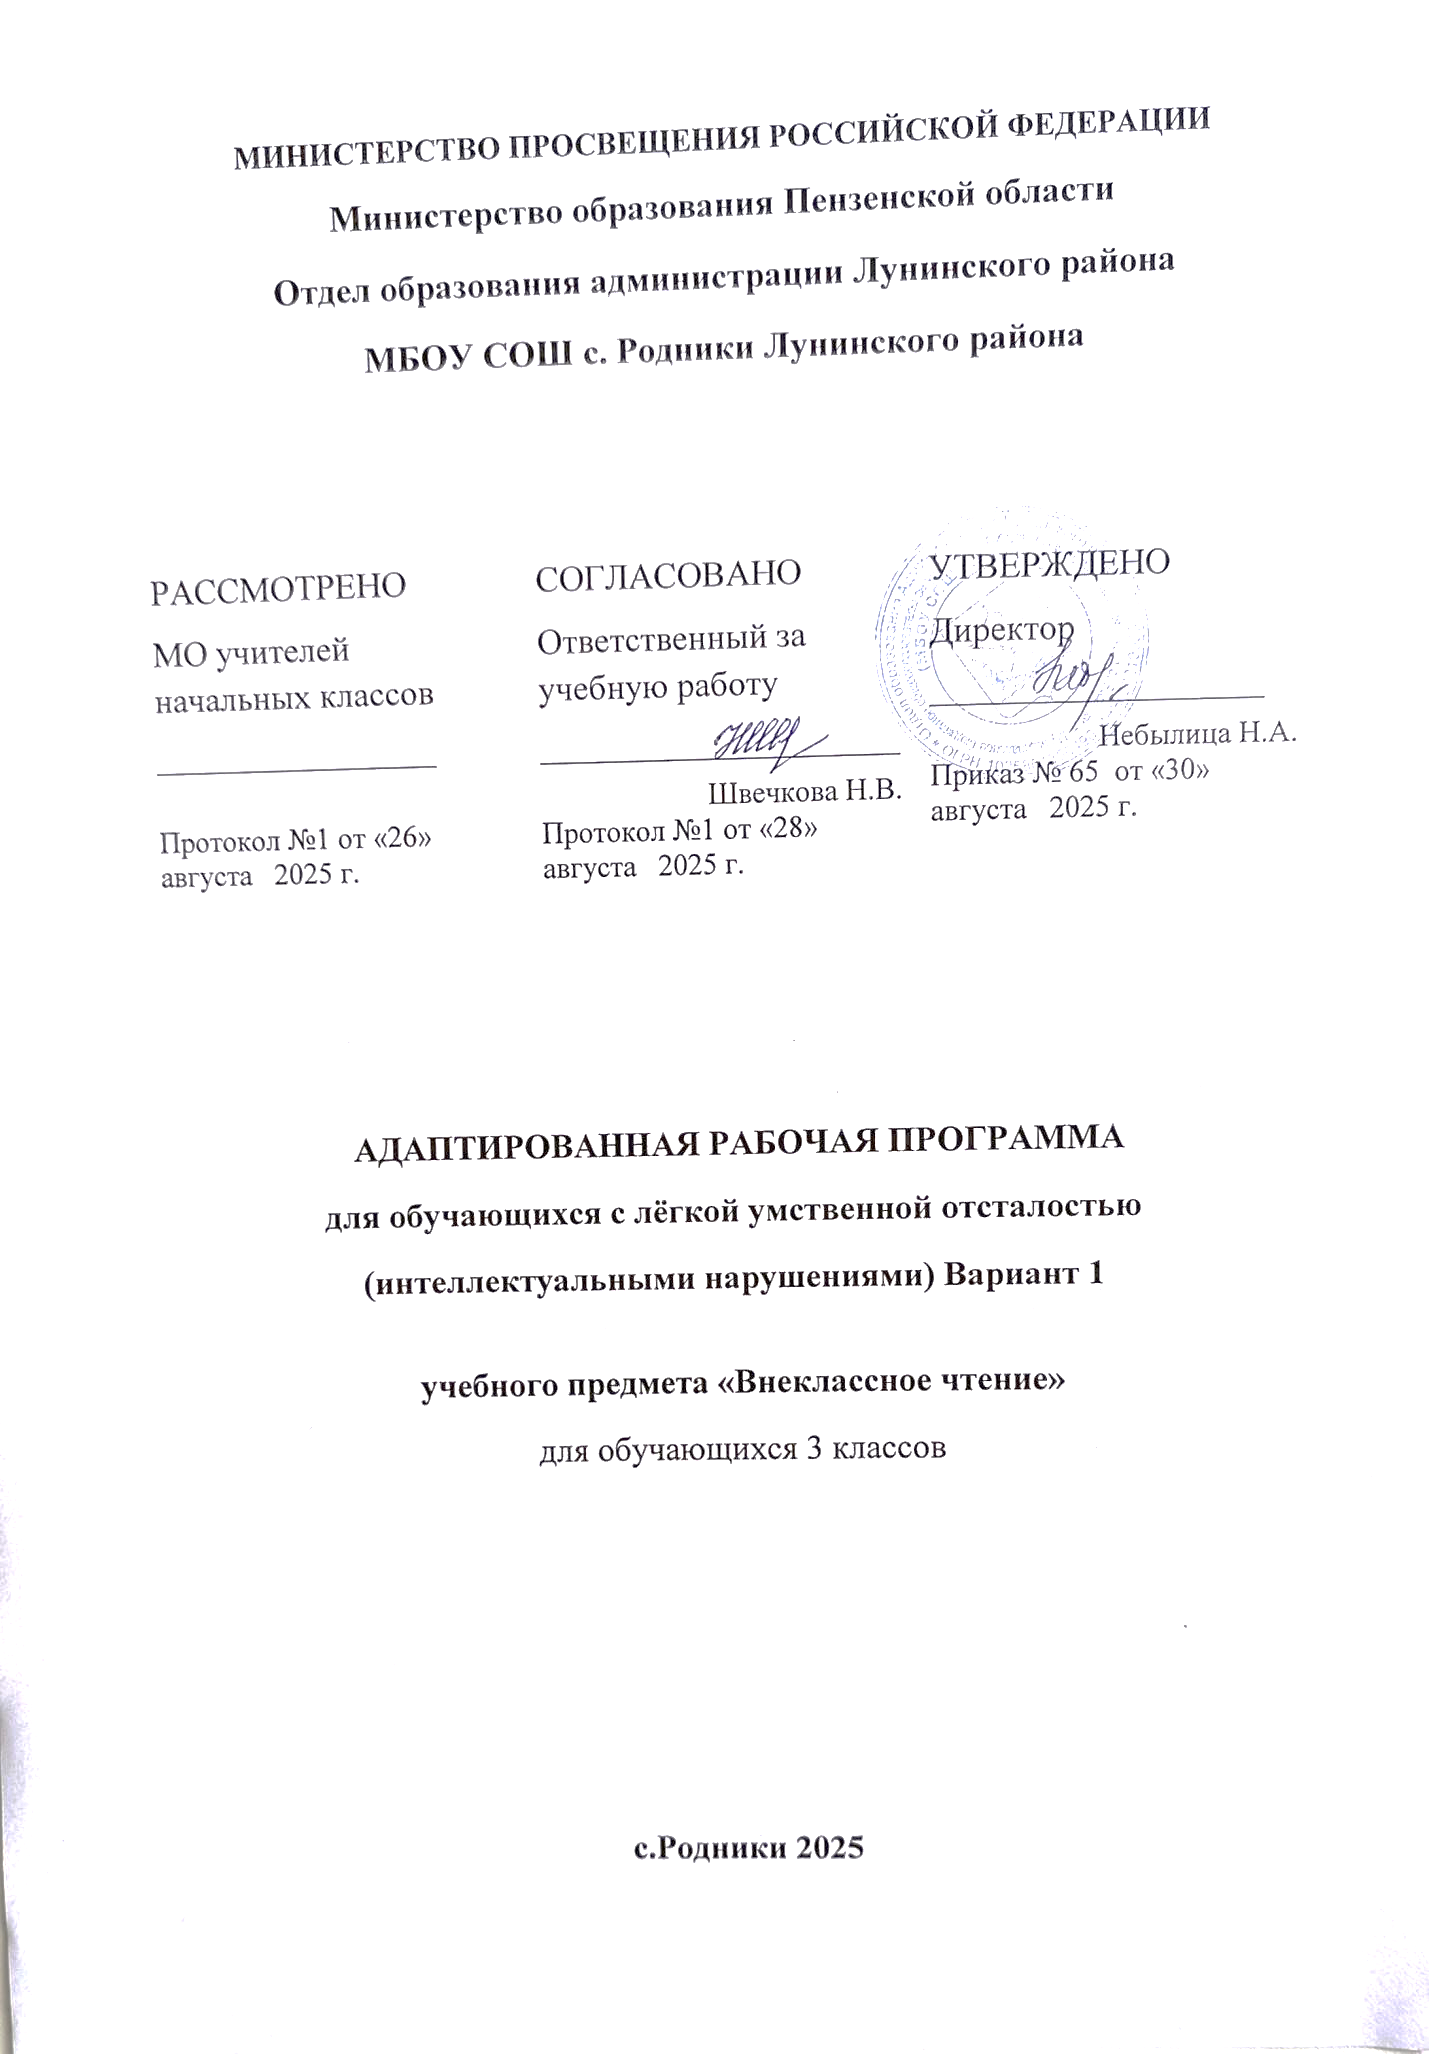 МИНИСТЕРСТВО ПРОСВЕЩЕНИЯ РОССИЙСКОЙ ФЕДЕРАЦИИ
Министерство образования Пензенской области
Отдел образования администрации Лунинского района
МБОУ СОШ с. Родники Лунинского района
РАССМОТРЕНО
МО учителей
начальных классов
Протокол №1 от «26»
августа 2025 г.
СОГЛАСОВАНО
Ответственный за
учебную работу
Швечкова Н.В.
Протокол №1 от «28»
августа 2025 г.
УТВЕРЖДЕНО
Директор
Небылица Н.А.
Приказ № 65 от «30»
августа 2025 г.
АДАПТИРОВАННАЯ РАБОЧАЯ ПРОГРАММА
для обучающихся с лёгкой умственной отсталостью
(интеллектуальными нарушениями) Вариант 1
учебного предмета «Внеклассное чтение»
для обучающихся 3 классов
с.Родники 2025